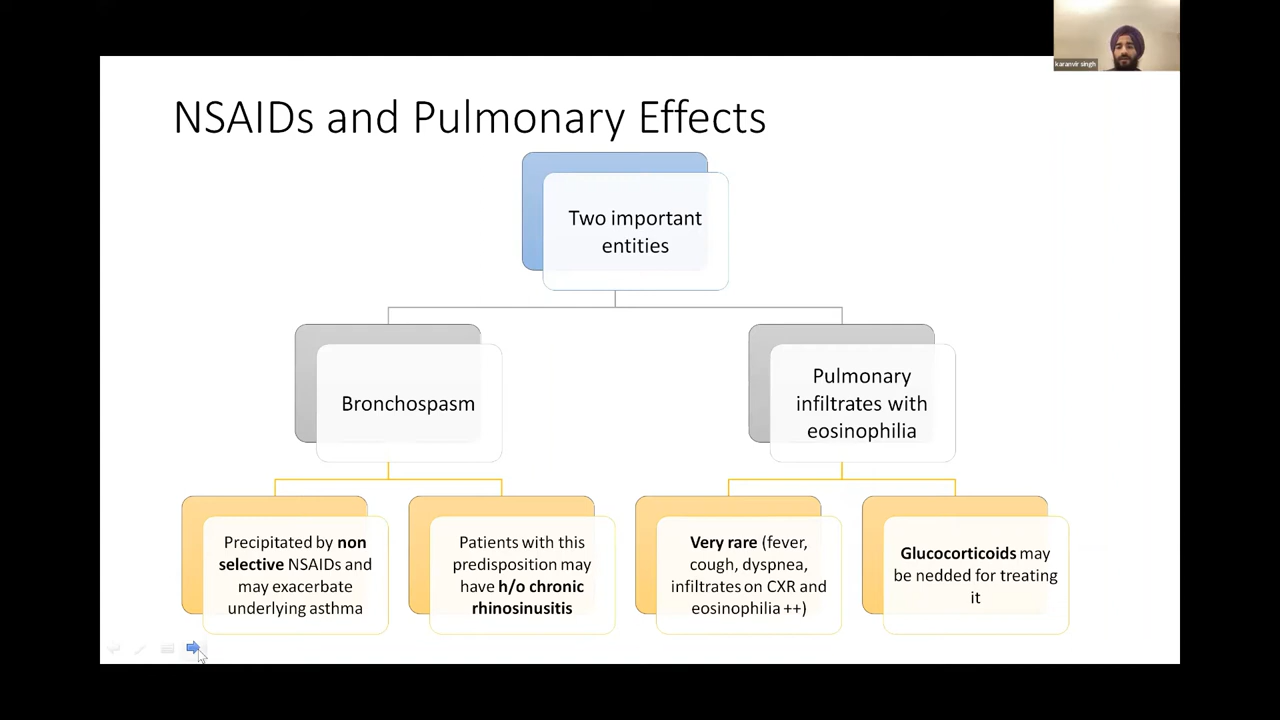 karanvir singh
NSAIDs and Pulmonary Effects
Two important
entities
Bronchospasm
Pulmonary
infiltrates with
eosinophilia
Precipitated by non
selective NSAIDs and
may exacerbate
underlying asthma
Patients with this
predisposition may
have h/o chronic
rhinosinusitis
Very rare (fever,
cough, dyspnea,
infiltrates on CXR and
eosinophilia ++)
Glucocorticoids may
be nedded for treating
it